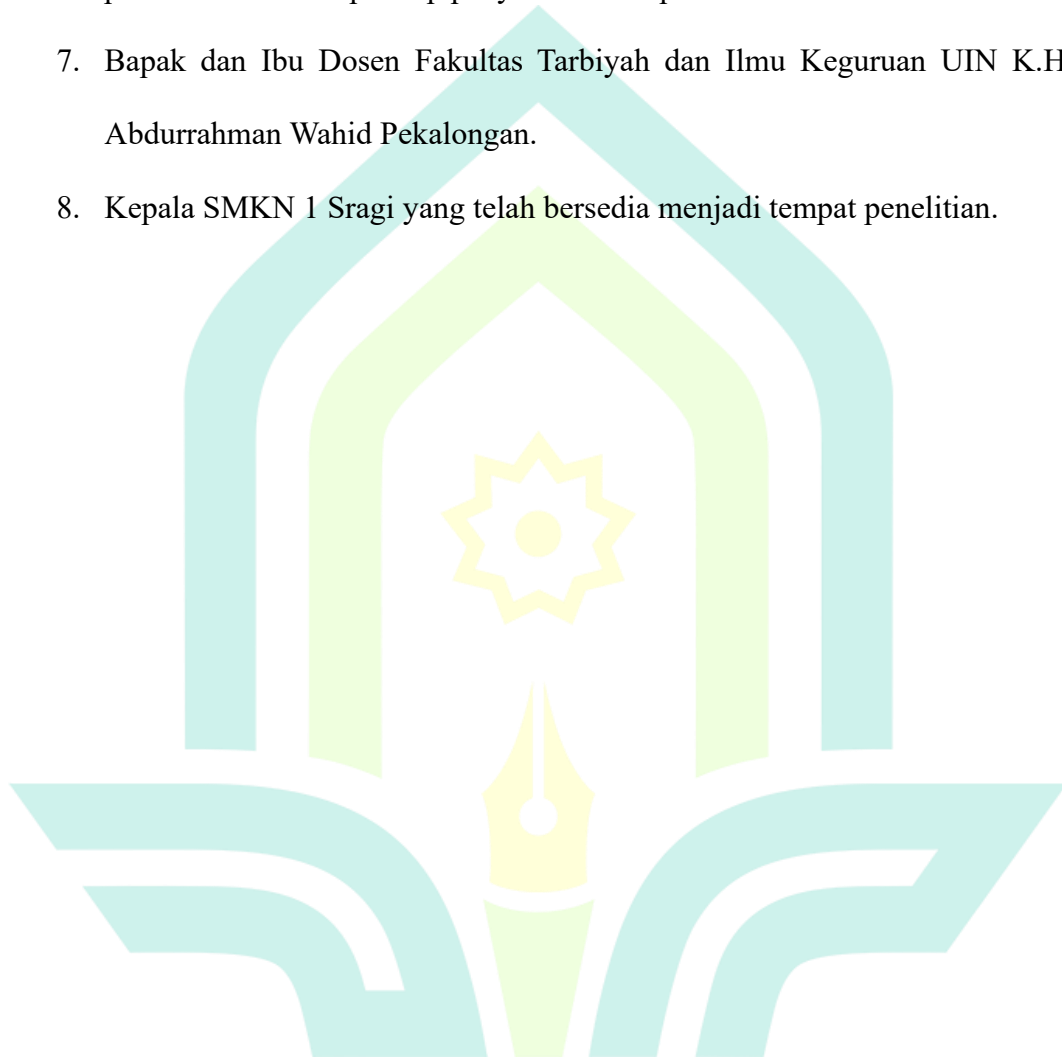 7. Bapak dan Ibu Dosen Fakultas Tarbiyah dan Ilmu Keguruan UIN K.H
Abdurrahman Wahid Pekalongan.
8. Kepala SMKN 1 Sragi yang telah bersedia menjadi tempat penelitian.